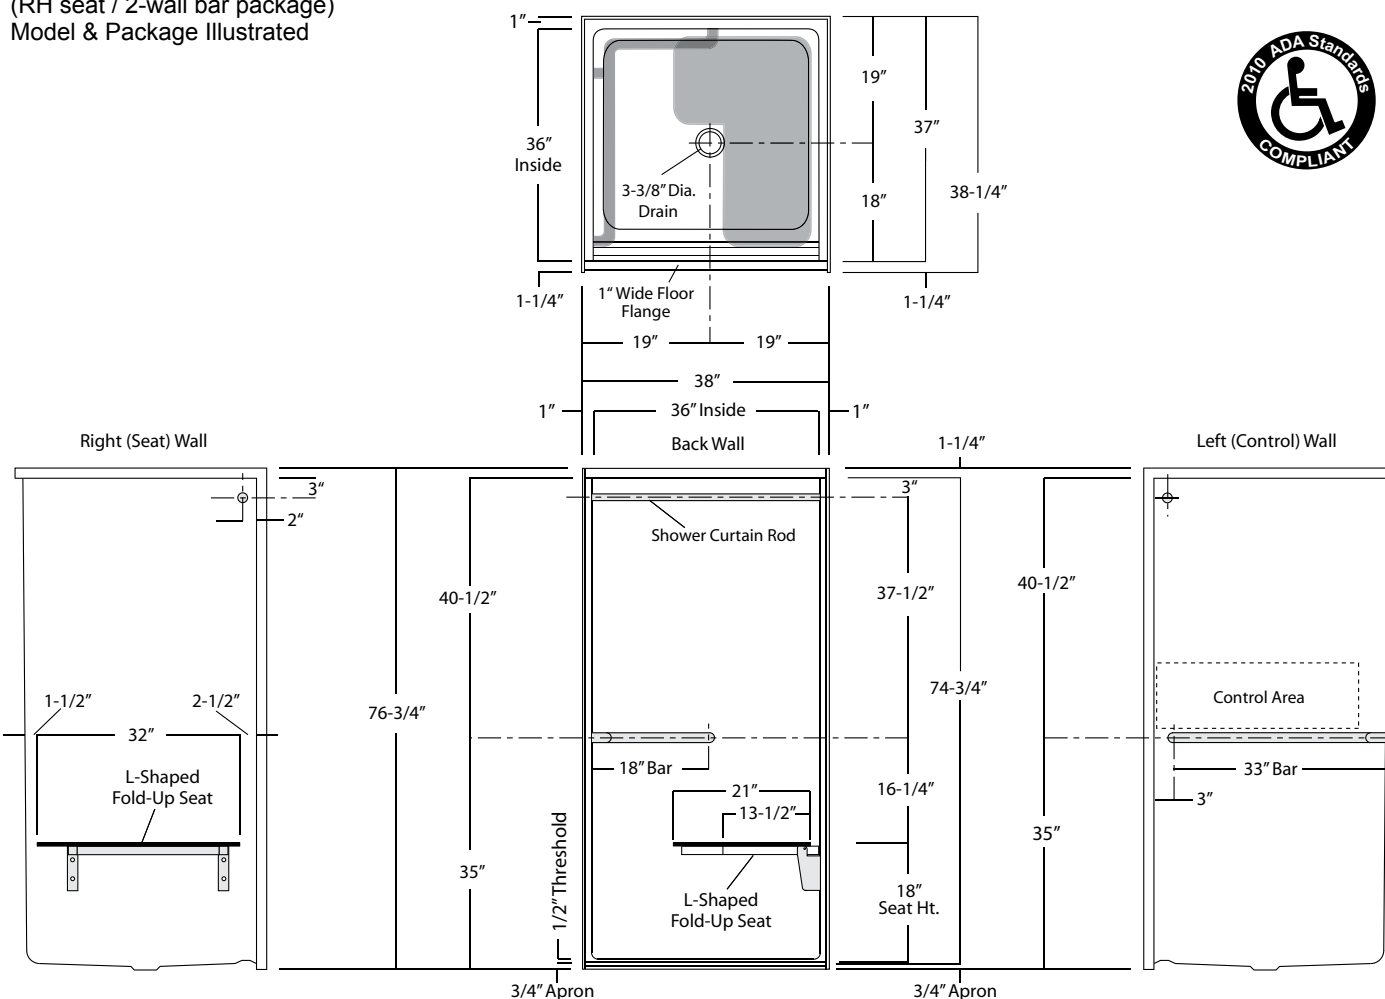 (RH seat / 2-wall bar package)
Model & Package Illustrated
2010 ADA Standards
COMPLIANT
1”
19”
37”
36”
Inside
3-3/8” Dia.
Drain
18”
38-1/4”
1-1/4”
1“ Wide Floor
Flange
1-1/4”
19”
19”
38”
1”
36” Inside
1”
Right (Seat) Wall
Back Wall
1-1/4”
Left (Control) Wall
3“
2“
3“
Shower Curtain Rod
40-1/2”
37-1/2”
40-1/2”
1-1/2”
2-1/2”
76-3/4”
74-3/4”
Control Area
32”
18” Bar
33” Bar
L-Shaped
Fold-Up Seat
21”
16-1/4”
3”
13-1/2”
35”
35”
1/2” Threshold
L-Shaped
Fold-Up Seat
18”
Seat Ht.
3/4” Apron
3/4” Apron